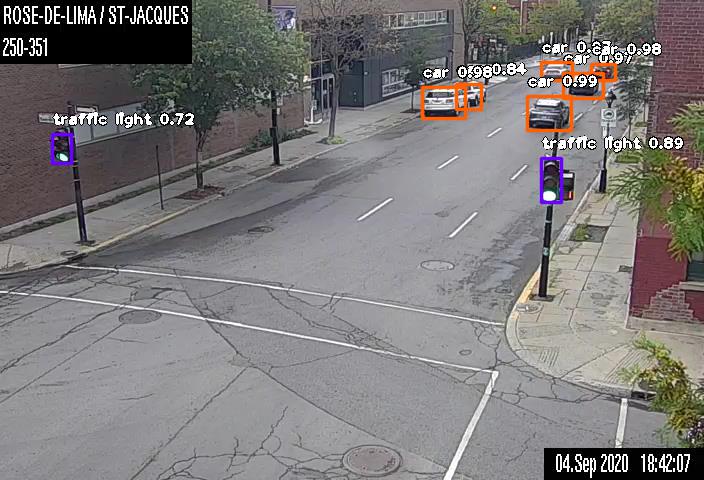 ROSE-DE-LIMA / ST-JACQUES
250-351
car 0.98
0.84
car 0.98
0.97
car 0.99
traffic light 0.72
traffic light 0.89
04.Sep 2020 18:42:07